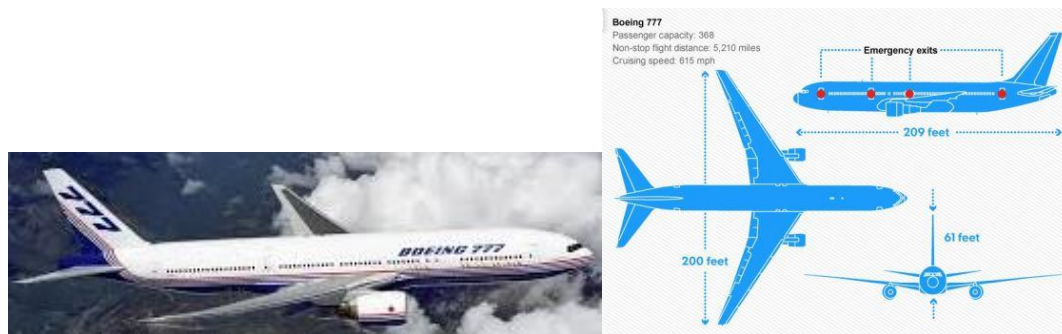 777
BOEING 777
Boeing 777
Passenger capacity: 368
Non-stop flight distance: 5,210 miles
Cruising speed: 615 mph
Emergency exits
209 feet
200 feet
61 feet